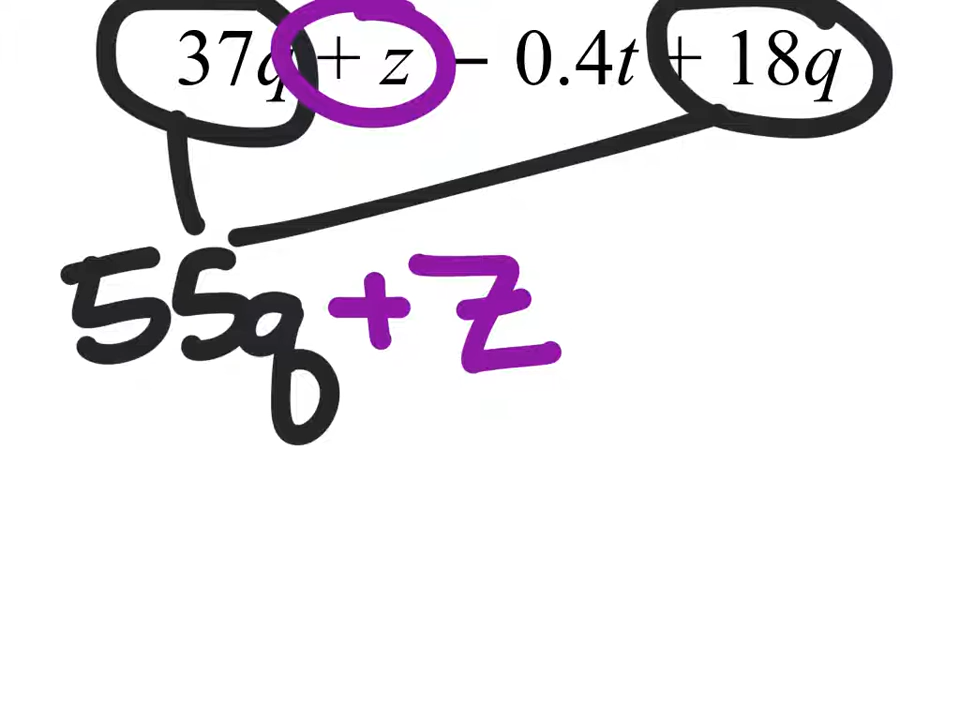 37q + z − 0.4t + 18q
55q + z